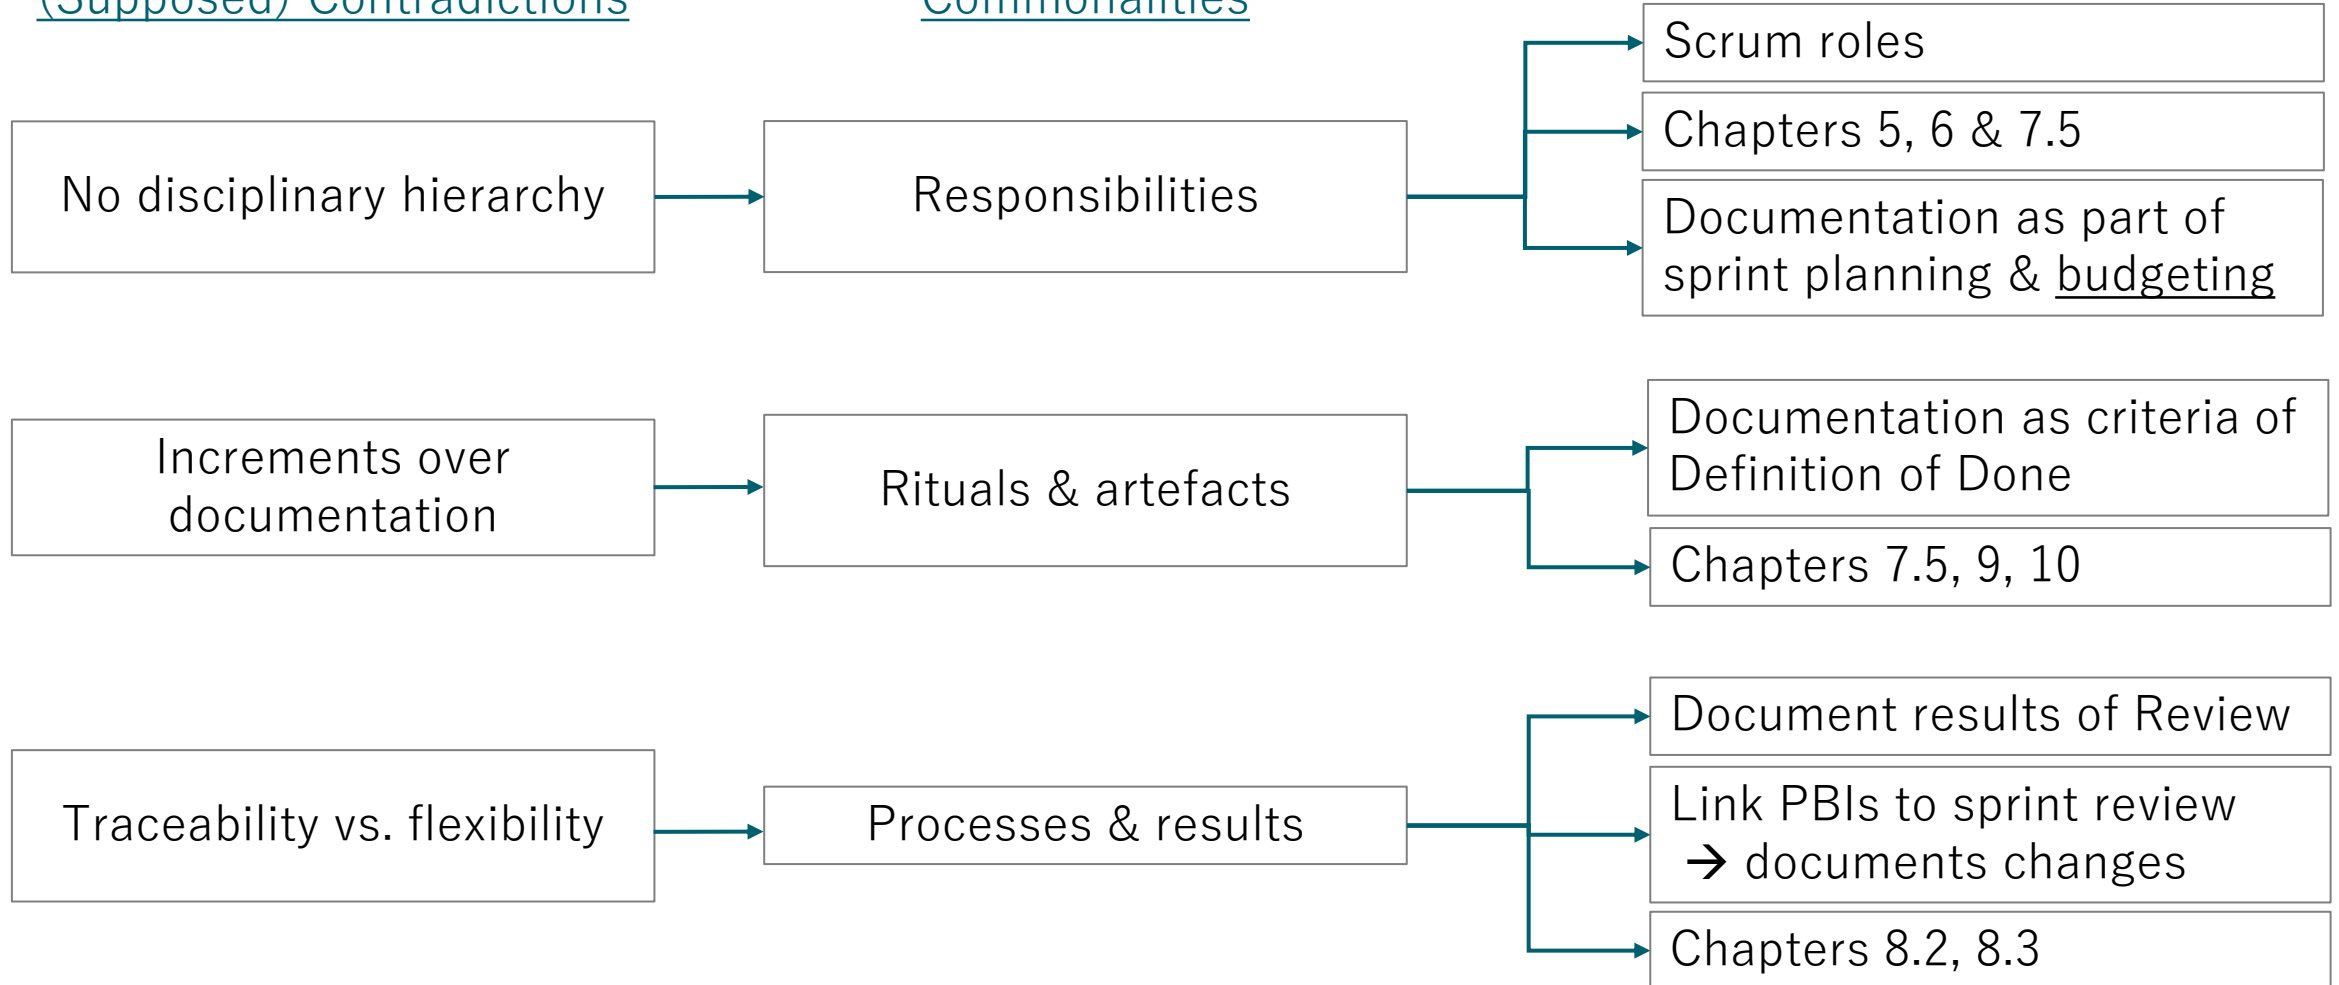 (Supposed) Contradictions
Commonalities
No disciplinary hierarchy
Responsibilities
Scrum roles
Chapters 5, 6 & 7.5
Documentation as part of
sprint planning & budgeting
Increments over
documentation
Rituals & artefacts
Documentation as criteria of
Definition of Done
Chapters 7.5, 9, 10
Traceability vs. flexibility
Processes & results
Document results of Review
Link PBIs to sprint review
→ documents changes
Chapters 8.2, 8.3